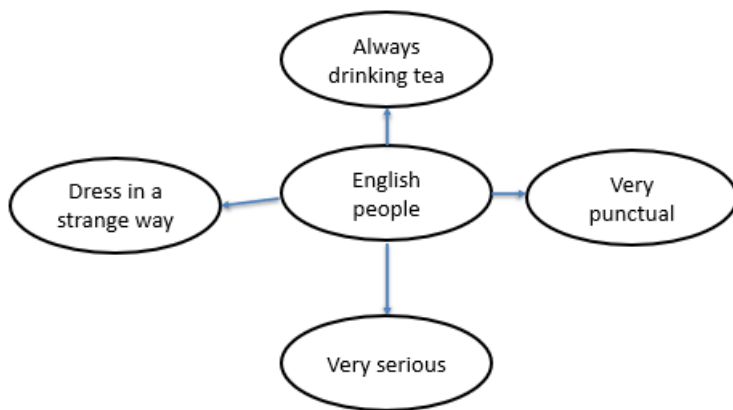 Always
drinking tea
Dress in a
strange way
English
people
Very
punctual
Very serious